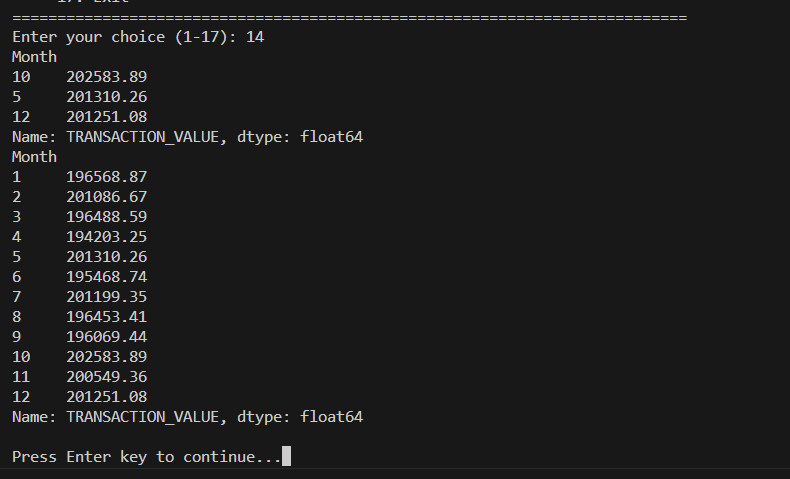 17. Exit
===========================================================================
Enter your choice (1-17): 14
Month
10    202583.89
5     201310.26
12    201251.08
Name: TRANSACTION_VALUE, dtype: float64
Month
1     196568.87
2     201086.67
3     196488.59
4     194203.25
5     201310.26
6     195468.74
7     201199.35
8     196453.41
9     196069.44
10    202583.89
11    200549.36
12    201251.08
Name: TRANSACTION_VALUE, dtype: float64
Press Enter key to continue...